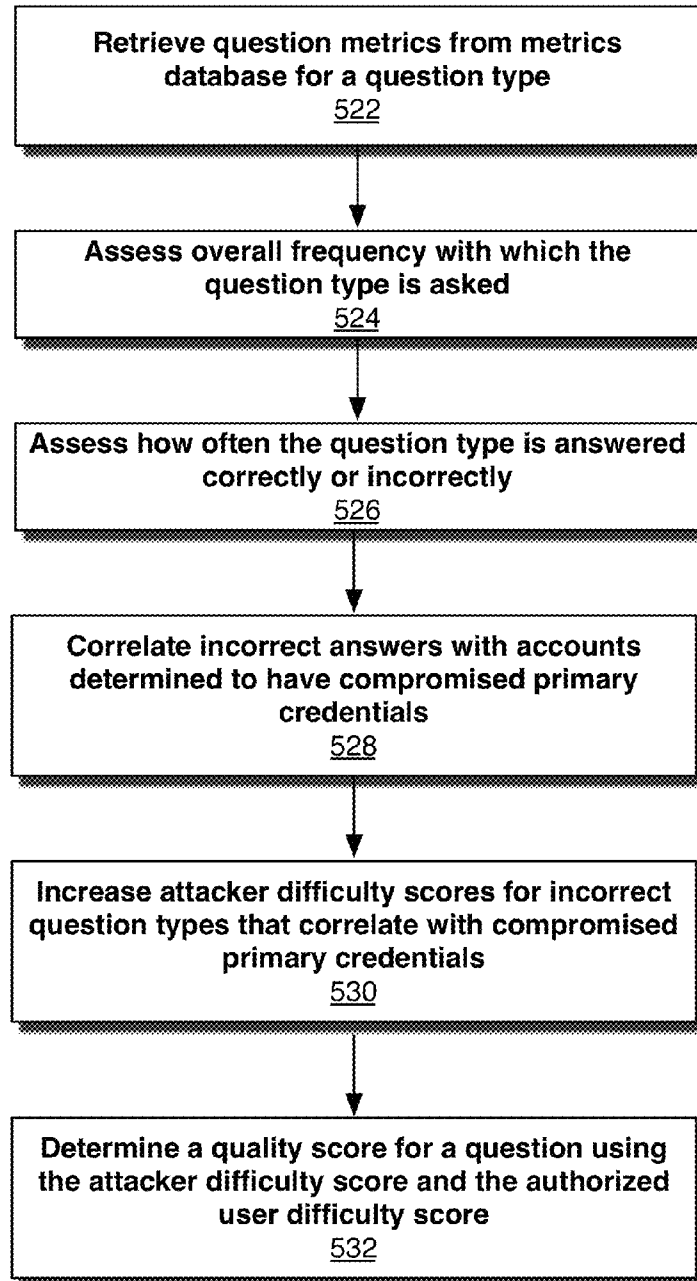 Retrieve question metrics from metrics
database for a question type
522
Assess overall frequency with which the
question type is asked
524
Assess how often the question type is answered
correctly or incorrectly
526
Correlate incorrect answers with accounts
determined to have compromised primary
credentials
528
Increase attacker difficulty scores for incorrect
question types that correlate with compromised
primary credentials
530
Determine a quality score for a question using
the attacker difficulty score and the authorized
user difficulty score
532